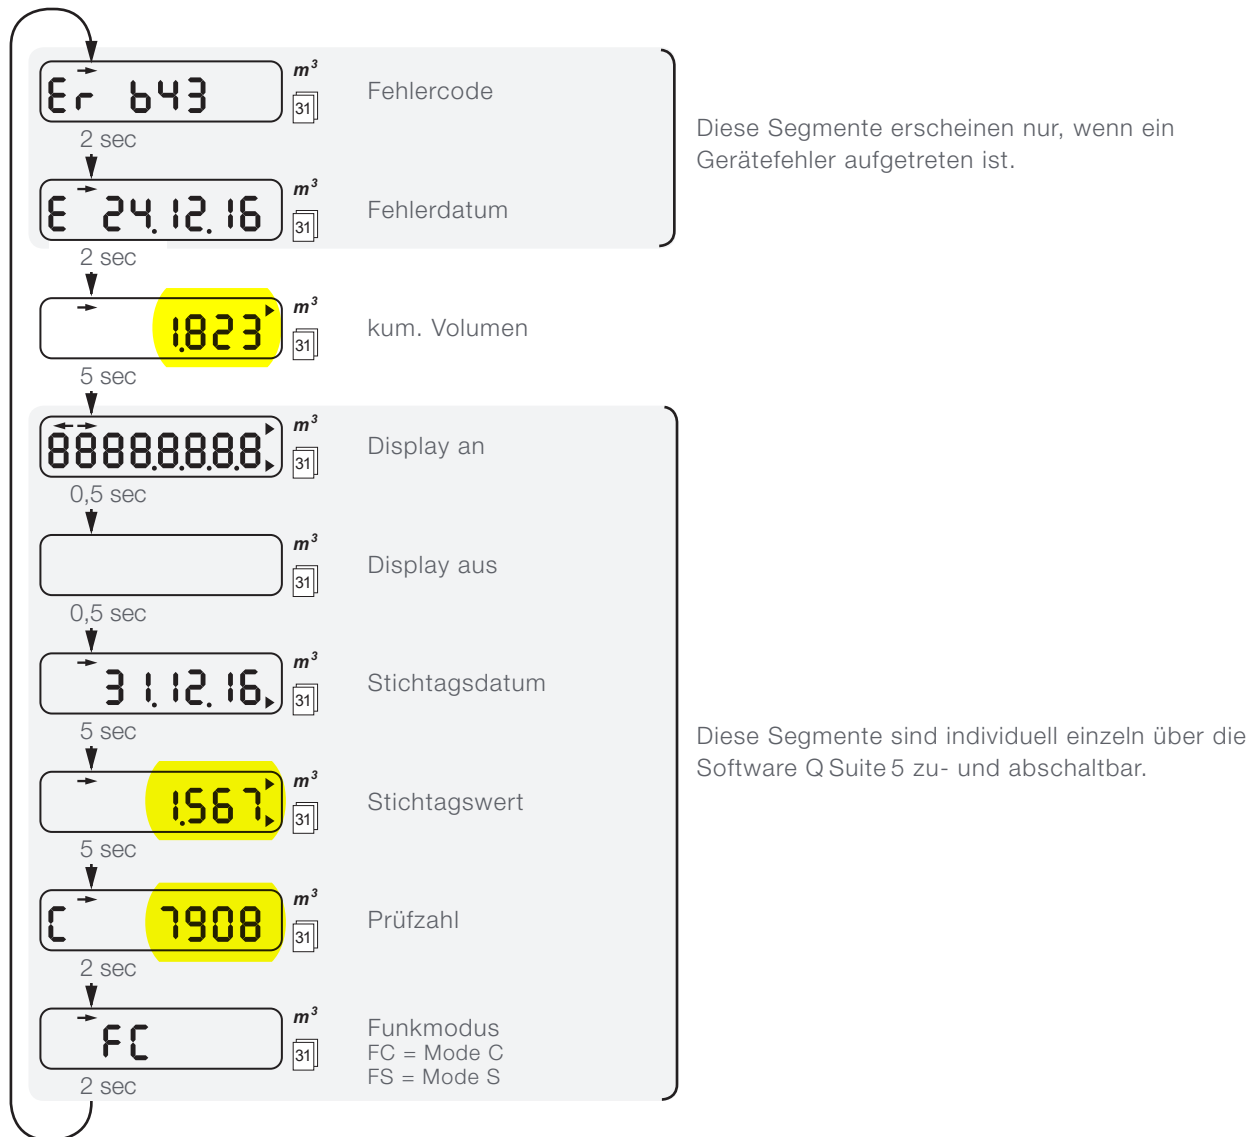 Er b43
m³
31
Fehlercode
2 sec
Diese Segmente erscheinen nur, wenn ein
Gerätefehler aufgetreten ist.
E 24.12.16
m³
31
Fehlerdatum
2 sec
1.823
m³
31
kum. Volumen
5 sec
88888.8.8.8.
m³
31
Display an
0,5 sec
m³
31
Display aus
0,5 sec
31.12.16.
m³
31
Stichtagsdatum
5 sec
Diese Segmente sind individuell einzeln über die
Software Q Suite 5 zu- und abschaltbar.
1.567
m³
31
Stichtagswert
5 sec
C 7908
m³
31
Prüfzahl
2 sec
FC
m³
31
Funkmodus
FC = Mode C
FS = Mode S
2 sec